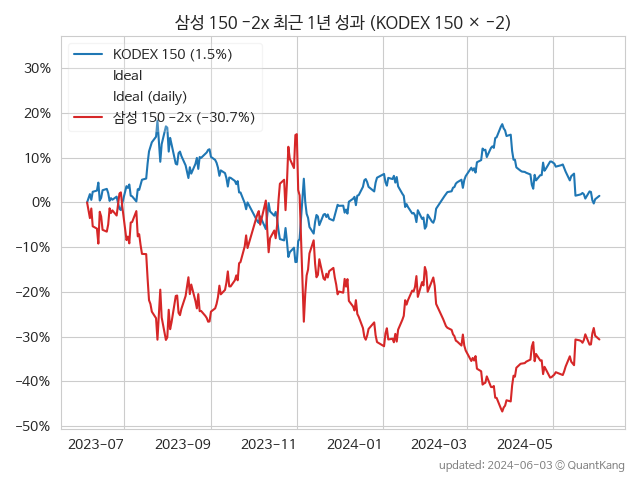 삼성 150 −2x 최근 1년 성과 (KODEX 150 × −2)
KODEX 150 (1.5%)
Ideal
Ideal (daily)
삼성 150 −2x (−30.7%)
30%
20%
10%
0%
−10%
−20%
−30%
−40%
−50%
2023−07
2023−09
2023−11
2024−01
2024−03
2024−05
updated: 2024−06−03 ⓒ QuantKang